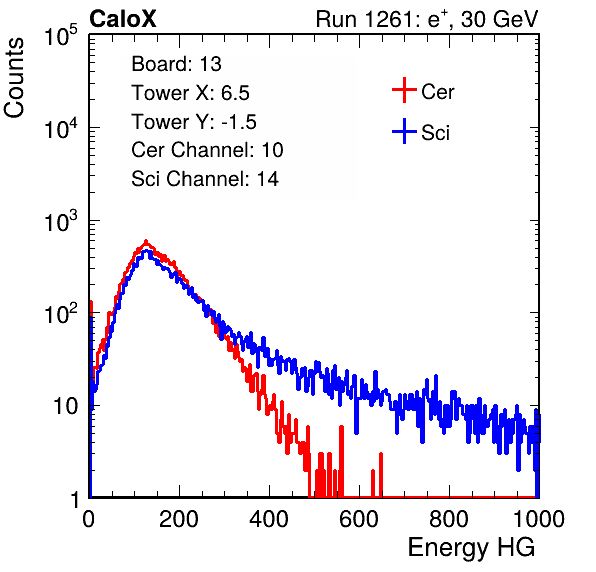 CaloX Run 1261: e⁺, 30 GeV
Counts
Board: 13
Tower X: 6.5
Tower Y: -1.5
Cer Channel: 10
Sci Channel: 14
Cer
Sci
10⁵
10⁴
10³
10²
10
1
0 200 400 600 800 1000
Energy HG